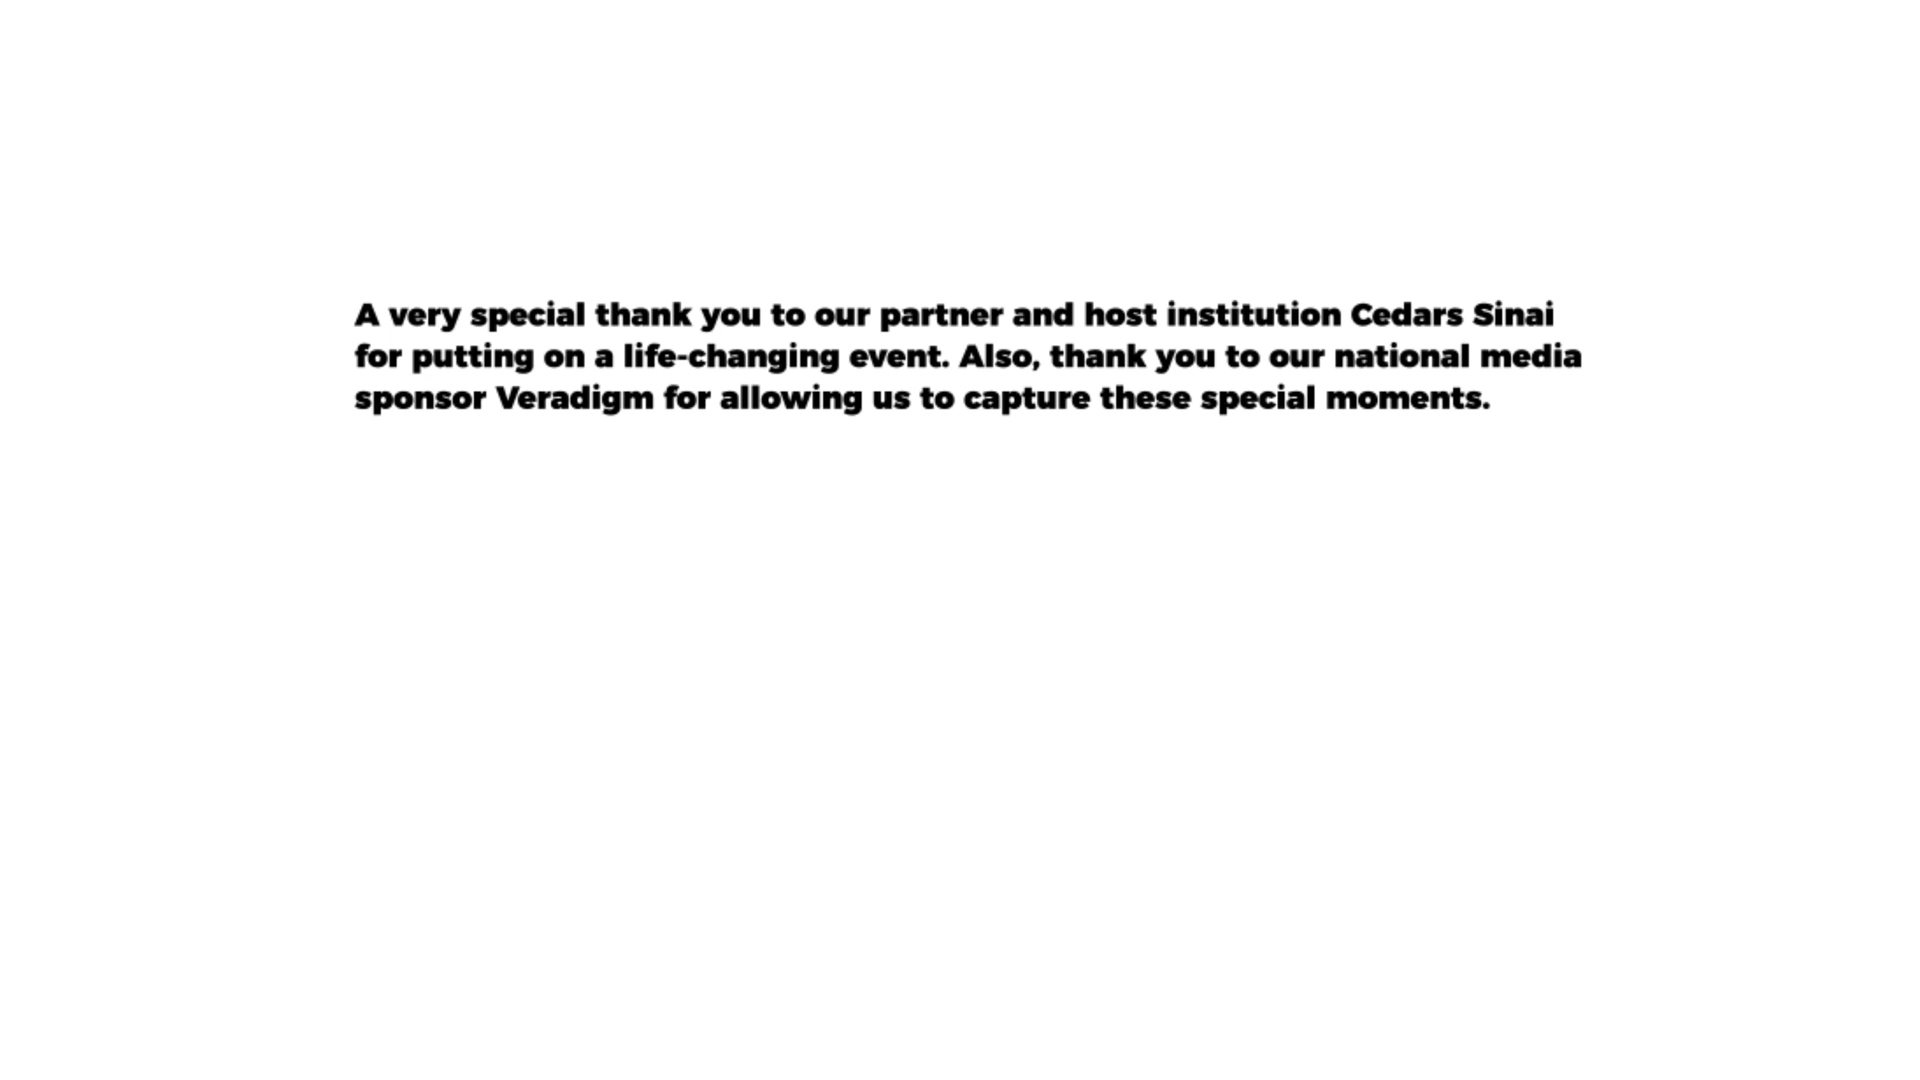 A very special thank you to our partner and host institution Cedars Sinai
for putting on a life-changing event. Also, thank you to our national media
sponsor Veradigm for allowing us to capture these special moments.